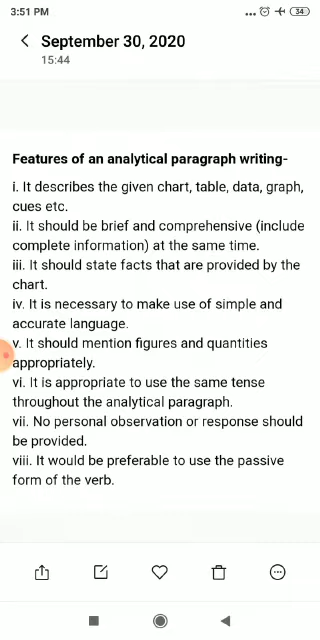 3:51 PM
... 34
September 30, 2020
15:44
Features of an analytical paragraph writing-
i. It describes the given chart, table, data, graph,
cues etc.
ii. It should be brief and comprehensive (include
complete information) at the same time.
iii. It should state facts that are provided by the
chart.
iv. It is necessary to make use of simple and
accurate language.
v. It should mention figures and quantities
appropriately.
vi. It is appropriate to use the same tense
throughout the analytical paragraph.
vii. No personal observation or response should
be provided.
viii. It would be preferable to use the passive
form of the verb.